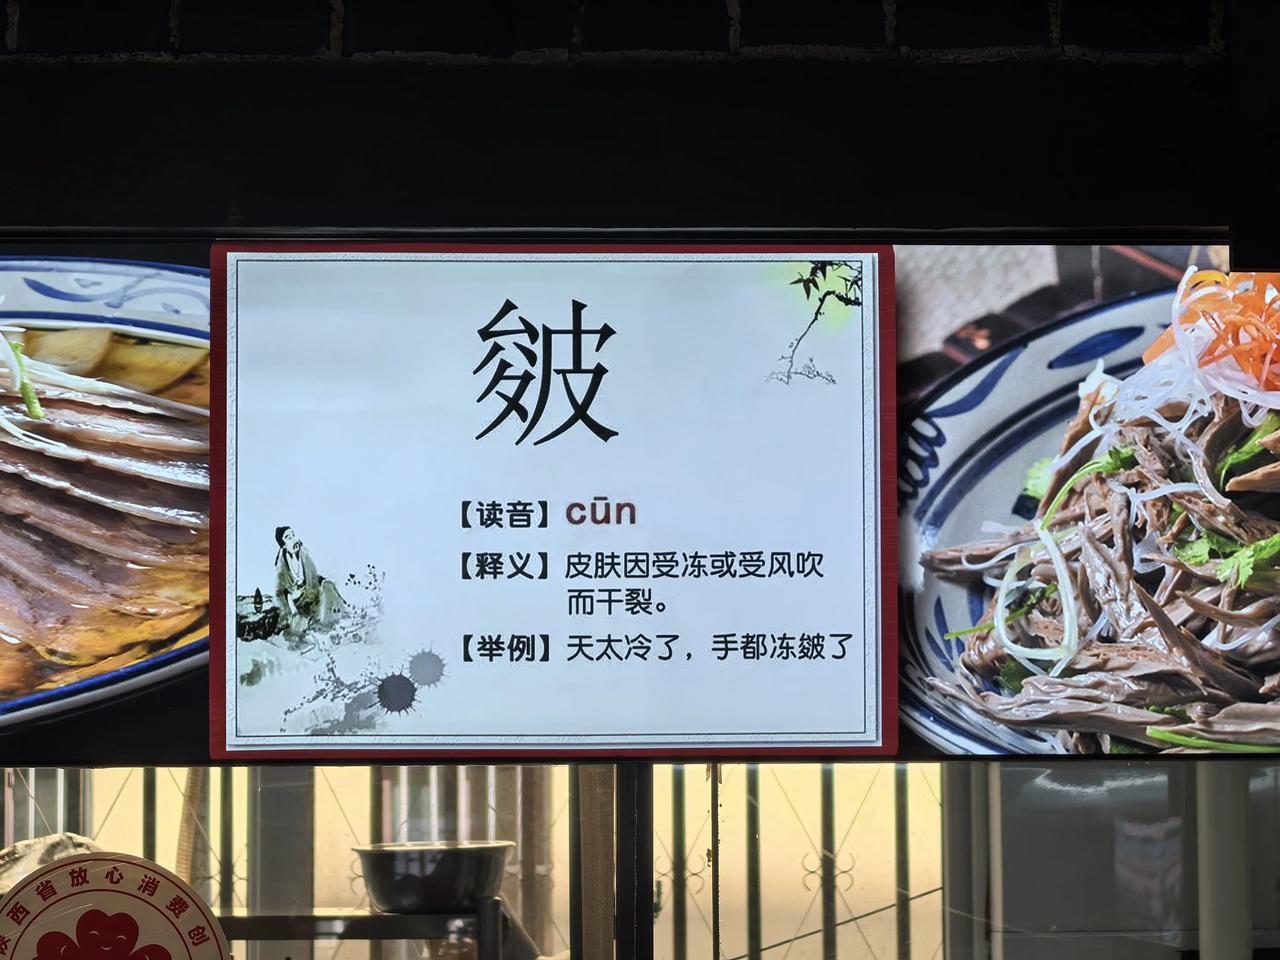 皴
【读音】cūn
【释义】皮肤因受冻或受风吹
而干裂。
【举例】天太冷了，手都冻皴了
陕西省放心消费创